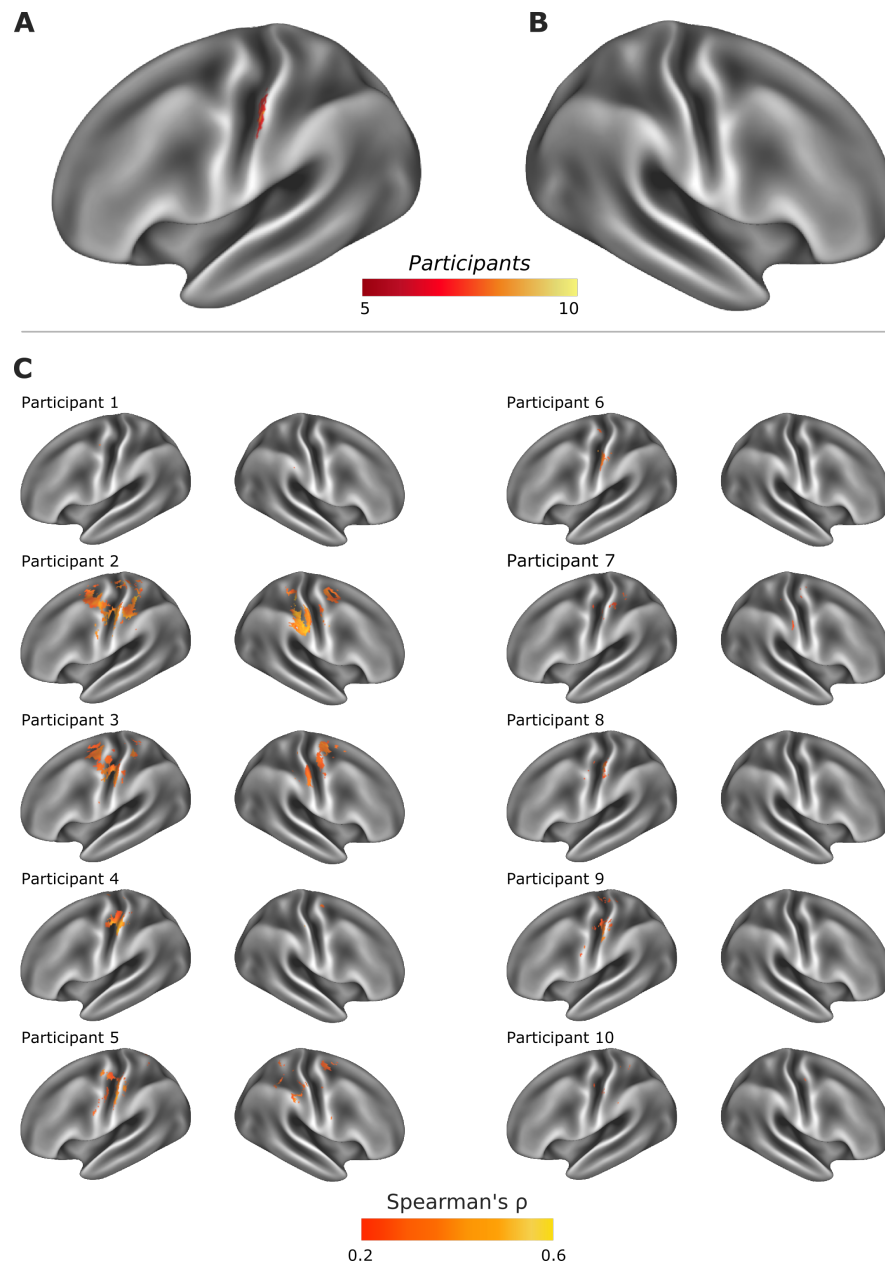 A
B
Participants
5
10
C
Participant 1
Participant 6
Participant 2
Participant 7
Participant 3
Participant 8
Participant 4
Participant 9
Participant 5
Participant 10
Spearman's ρ
0.2
0.6